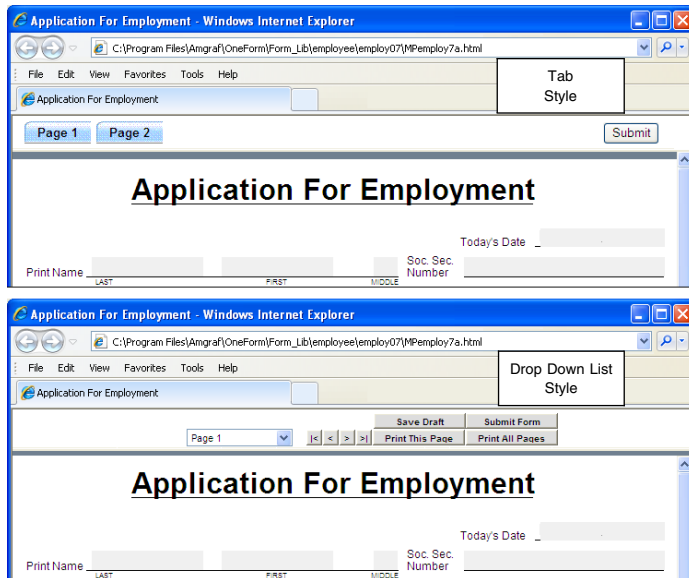 Application For Employment - Windows Internet Explorer
C:\Program Files\Amgraf\OneForm\Form_Lib\employee\employ07\MPemploy7a.html
File Edit View Favorites Tools Help
Tab
Style
Application For Employment
Page 1 Page 2 Submit
Application For Employment
Today's Date
Soc. Sec.
Print Name Number
LAST FIRST MIDDLE
Application For Employment - Windows Internet Explorer
C:\Program Files\Amgraf\OneForm\Form_Lib\employee\employ07\MPemploy7a.html
File Edit View Favorites Tools Help
Drop Down List
Style
Application For Employment
Save Draft Submit Form
Page 1 |< < > >| Print This Page Print All Pages
Application For Employment
Today's Date
Soc. Sec.
Print Name Number
LAST FIRST MIDDLE